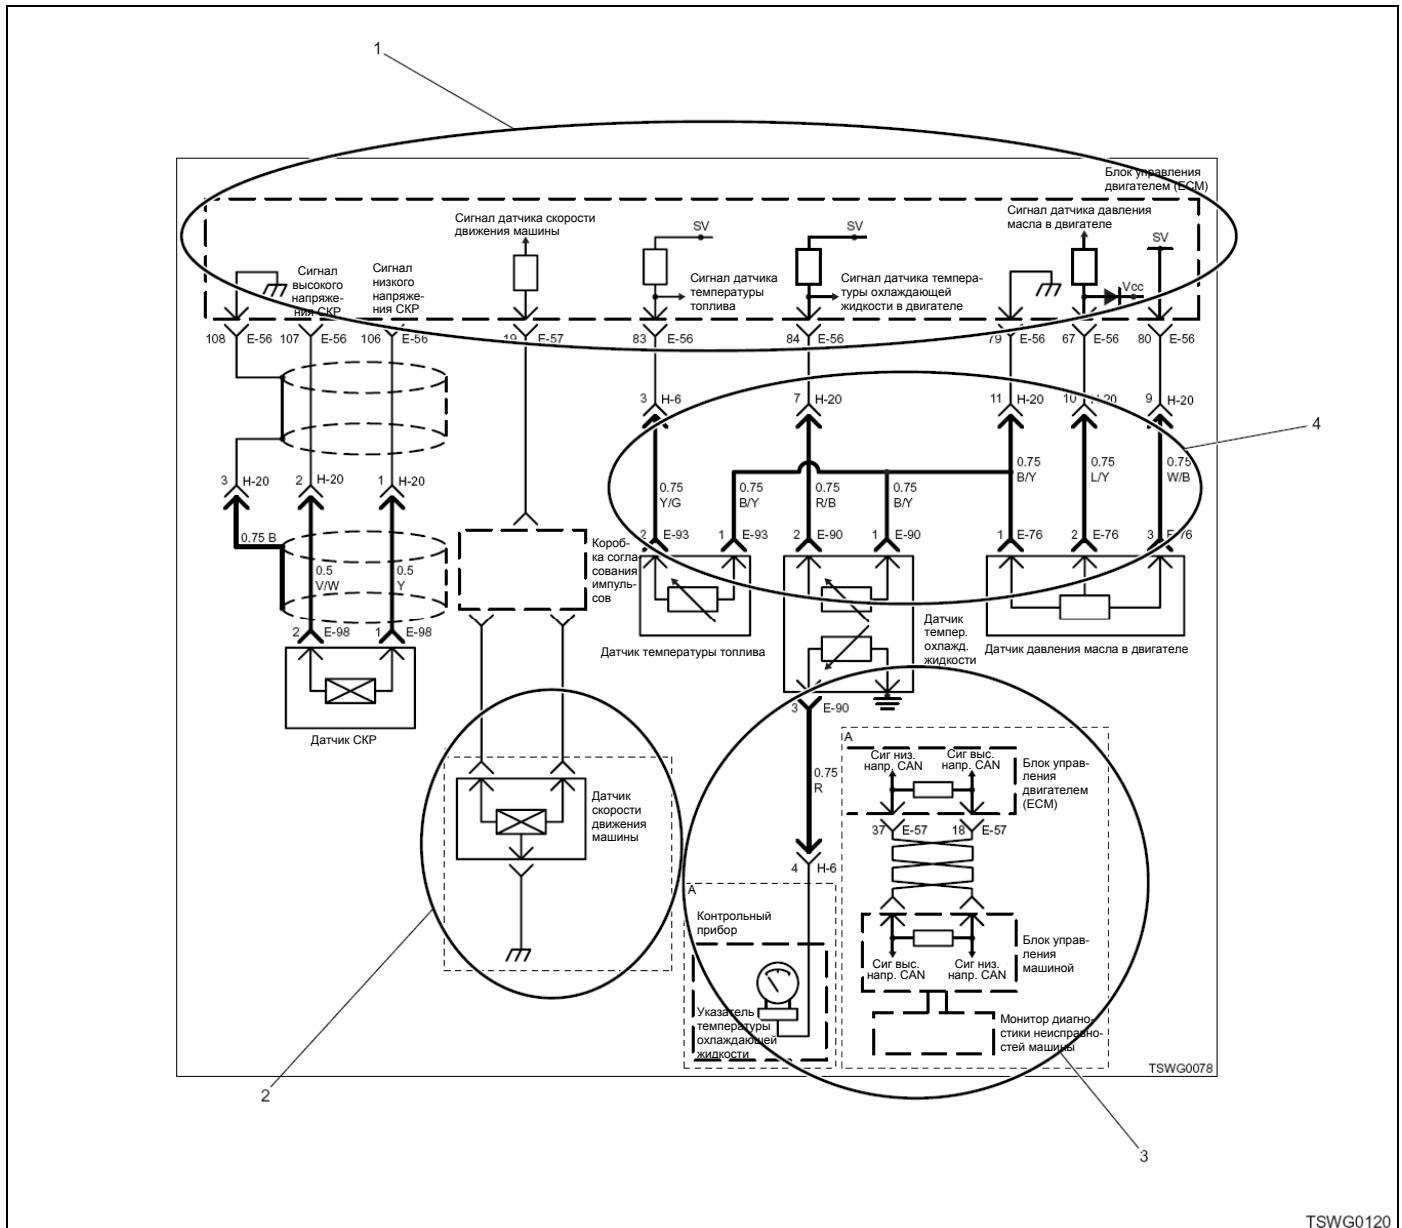 1
Блок управления
двигателем (ECM)
Сигнал датчика скорости
движения машины
SV
SV
Сигнал датчика давления
масла в двигателе
SV
Сигнал
высокого
напряже-
ния СКР
Сигнал
низкого
напряже-
ния СКР
Сигнал датчика
температуры
топлива
Сигнал датчика темпера-
туры охлаждающей
жидкости в двигателе
Vcc
108 E-56 107 E-56 106 E-56 19 E-57 83 E-56 84 E-56 79 E-56 67 E-56 80 E-56
3 H-6 7 H-20 11 H-20 10 H-20 9 H-20
4
3 H-20 2 H-20 1 H-20
0.75
Y/G
0.75
B/Y
0.75
R/B
0.75
B/Y
0.75
B/Y
0.75
L/Y
0.75
W/B
0.75 B
0.5
V/W
0.5
Y
2 E-93 1 E-93 2 E-90 1 E-90 1 E-76 2 E-76 3 E-76
Короб-
ка согла
сования
импуль-
сов
2 E-98 1 E-98
Датчик СКР
Датчик температуры топлива
Датчик
темпер.
охлажд.
жидкости
Датчик давления масла в двигателе
3 E-90
0.75
R
4 H-6
Датчик
скорости
движения
машины
A
Сиг низ.
напр. CAN
Сиг выс.
напр. CAN
Блок управ-
ления
двигателем
(ECM)
37 E-57 18 E-57
A
Контрольный
прибор
Указатель
температуры
охлаждающей
жидкости
Сиг выс.
напр. CAN
Сиг низ.
напр. CAN
Блок управ-
ления
машиной
Монитор диагно-
стики неисправно-
стей машины
TSWG0078
2
3
TSWG0120